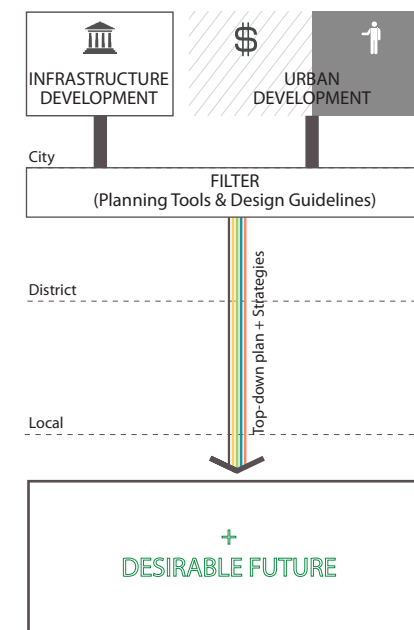 $
INFRASTRUCTURE
DEVELOPMENT
URBAN
DEVELOPMENT
City
FILTER
(Planning Tools & Design Guidelines)
District
Top-down plan + Strategies
Local
+
DESIRABLE FUTURE